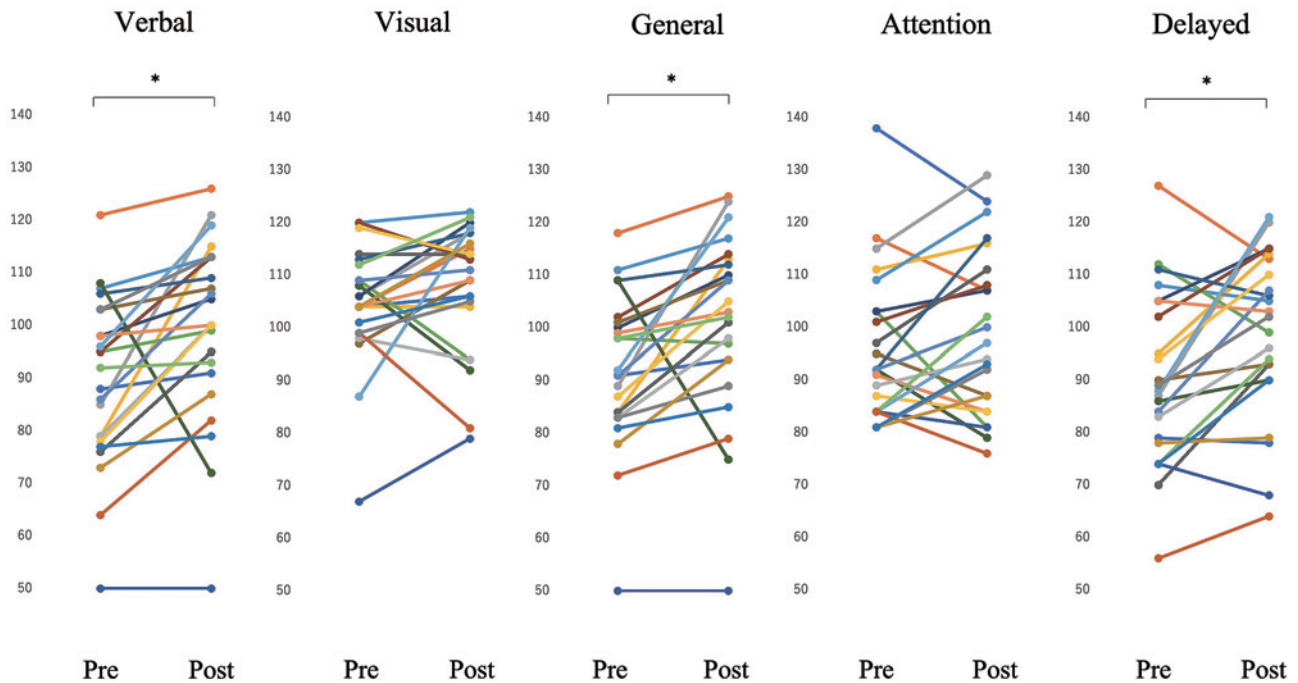 Verbal Visual General Attention Delayed
* * *
140 140 140 140 140
130 130 130 130 130
120 120 120 120 120
110 110 110 110 110
100 100 100 100 100
90 90 90 90 90
80 80 80 80 80
70 70 70 70 70
60 60 60 60 60
50 50 50 50 50
Pre Post Pre Post Pre Post Pre Post Pre Post